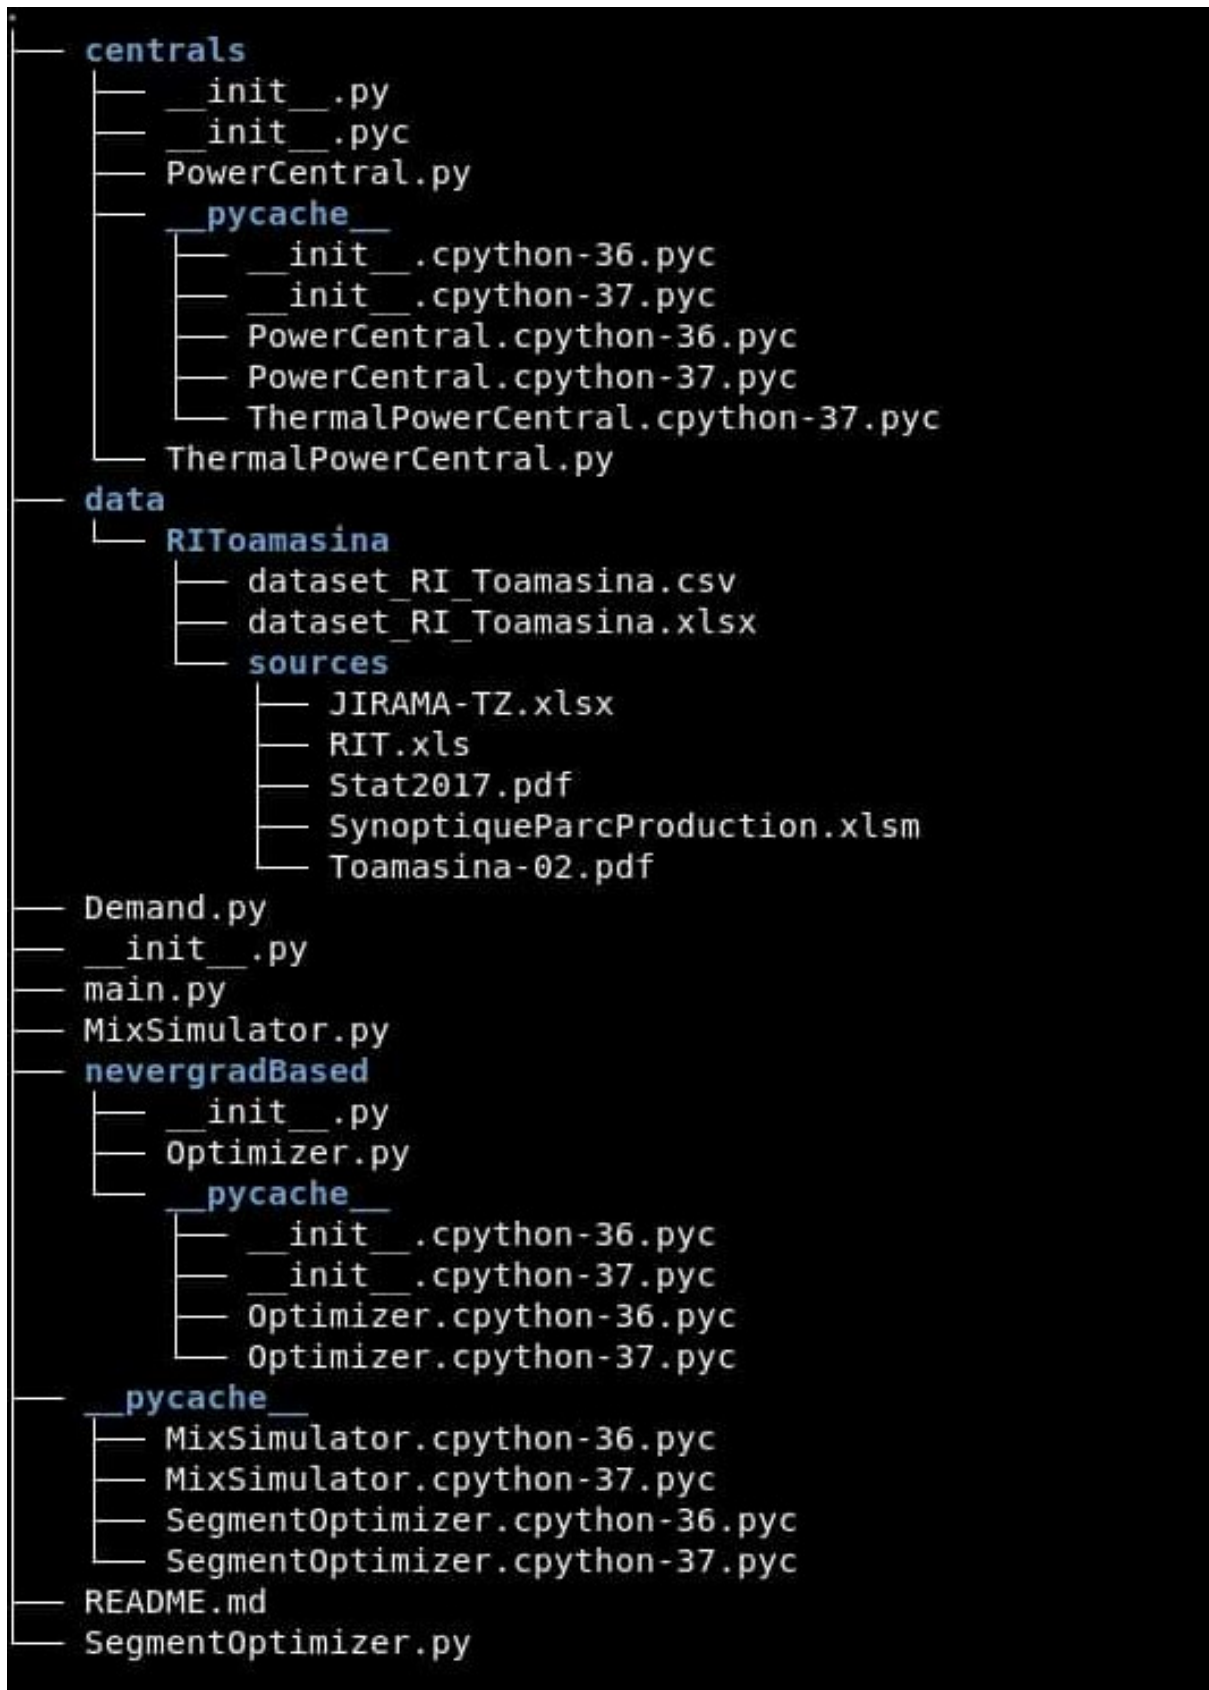 .
├── centrals
│   ├── __init__.py
│   ├── __init__.pyc
│   ├── PowerCentral.py
│   ├── __pycache__
│   │   ├── __init__.cpython-36.pyc
│   │   ├── __init__.cpython-37.pyc
│   │   ├── PowerCentral.cpython-36.pyc
│   │   ├── PowerCentral.cpython-37.pyc
│   │   └── ThermalPowerCentral.cpython-37.pyc
│   └── ThermalPowerCentral.py
├── data
│   └── RIToamasina
│       ├── dataset_RI_Toamasina.csv
│       ├── dataset_RI_Toamasina.xlsx
│       └── sources
│           ├── JIRAMA-TZ.xlsx
│           ├── RIT.xls
│           ├── Stat2017.pdf
│           ├── SynoptiqueParcProduction.xlsm
│           └── Toamasina-02.pdf
├── Demand.py
├── __init__.py
├── main.py
├── MixSimulator.py
├── nevergradBased
│   ├── __init__.py
│   ├── Optimizer.py
│   └── __pycache__
│       ├── __init__.cpython-36.pyc
│       ├── __init__.cpython-37.pyc
│       ├── Optimizer.cpython-36.pyc
│       └── Optimizer.cpython-37.pyc
├── __pycache__
│   ├── MixSimulator.cpython-36.pyc
│   ├── MixSimulator.cpython-37.pyc
│   ├── SegmentOptimizer.cpython-36.pyc
│   └── SegmentOptimizer.cpython-37.pyc
├── README.md
└── SegmentOptimizer.py